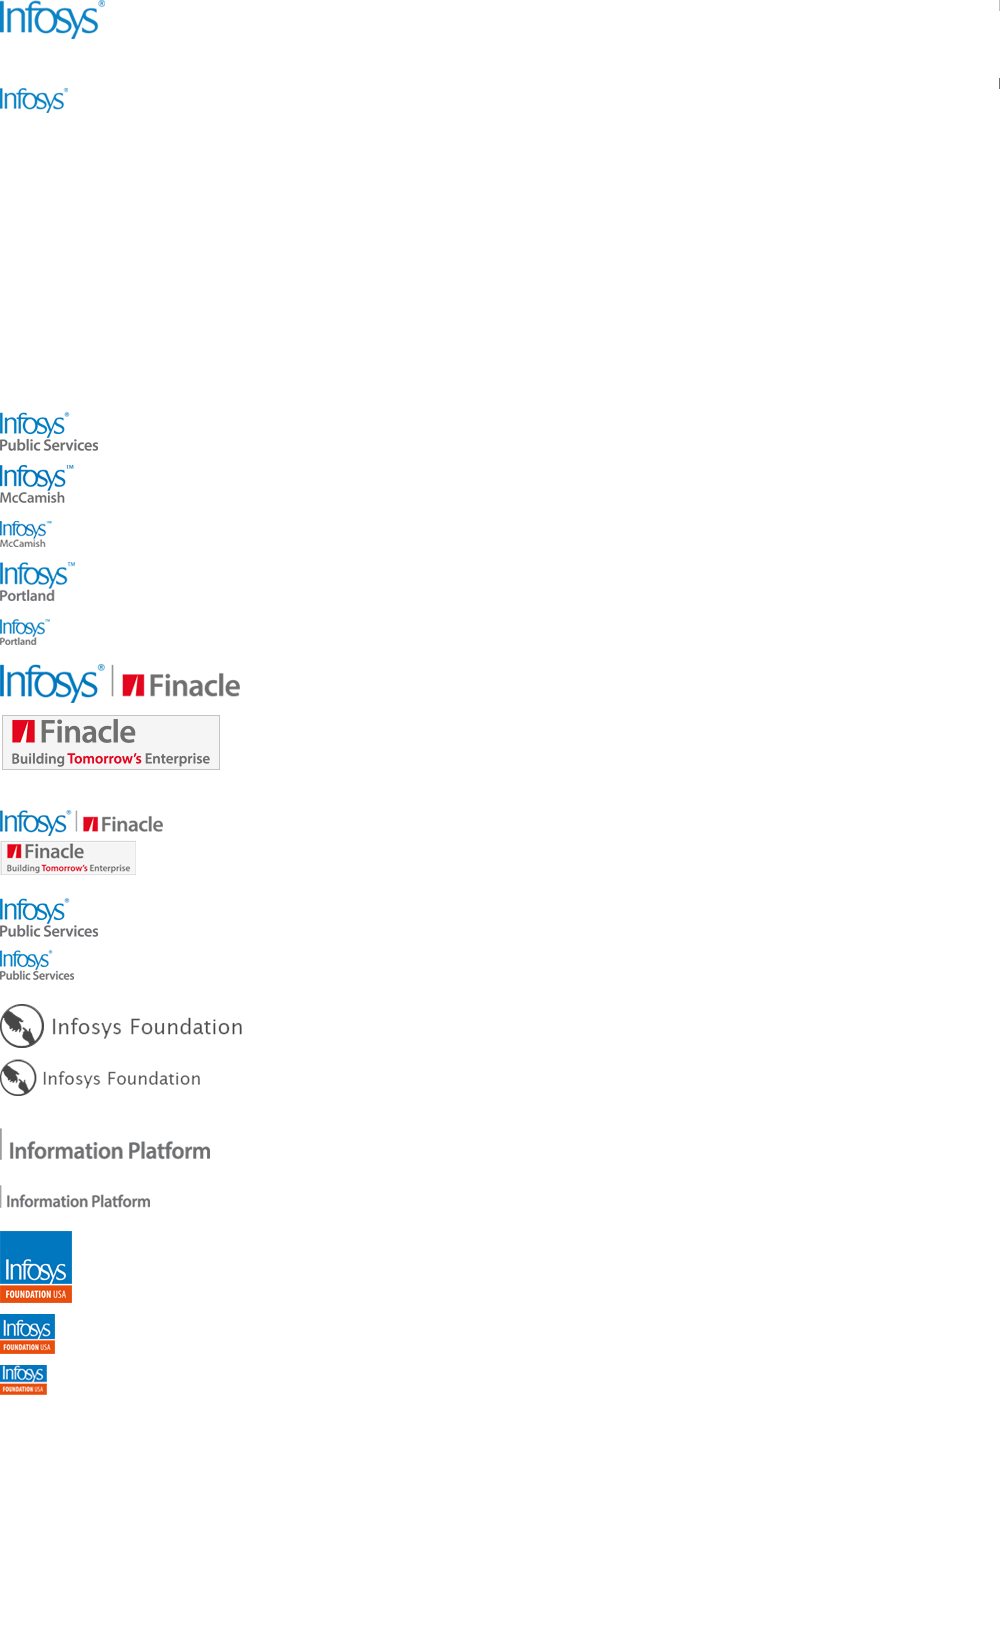 Infosys®
Infosys®
Infosys®
Public Services
Infosys™
McCamish
Infosys™
McCamish
Infosys™
Portland
Infosys™
Portland
Infosys® | Finacle
Finacle
Building Tomorrow's Enterprise
Infosys® | Finacle
Finacle
Building Tomorrow's Enterprise
Infosys®
Public Services
Infosys®
Public Services
Infosys Foundation
Infosys Foundation
| Information Platform
| Information Platform
Infosys
FOUNDATION USA
Infosys
FOUNDATION USA
Infosys
FOUNDATION USA